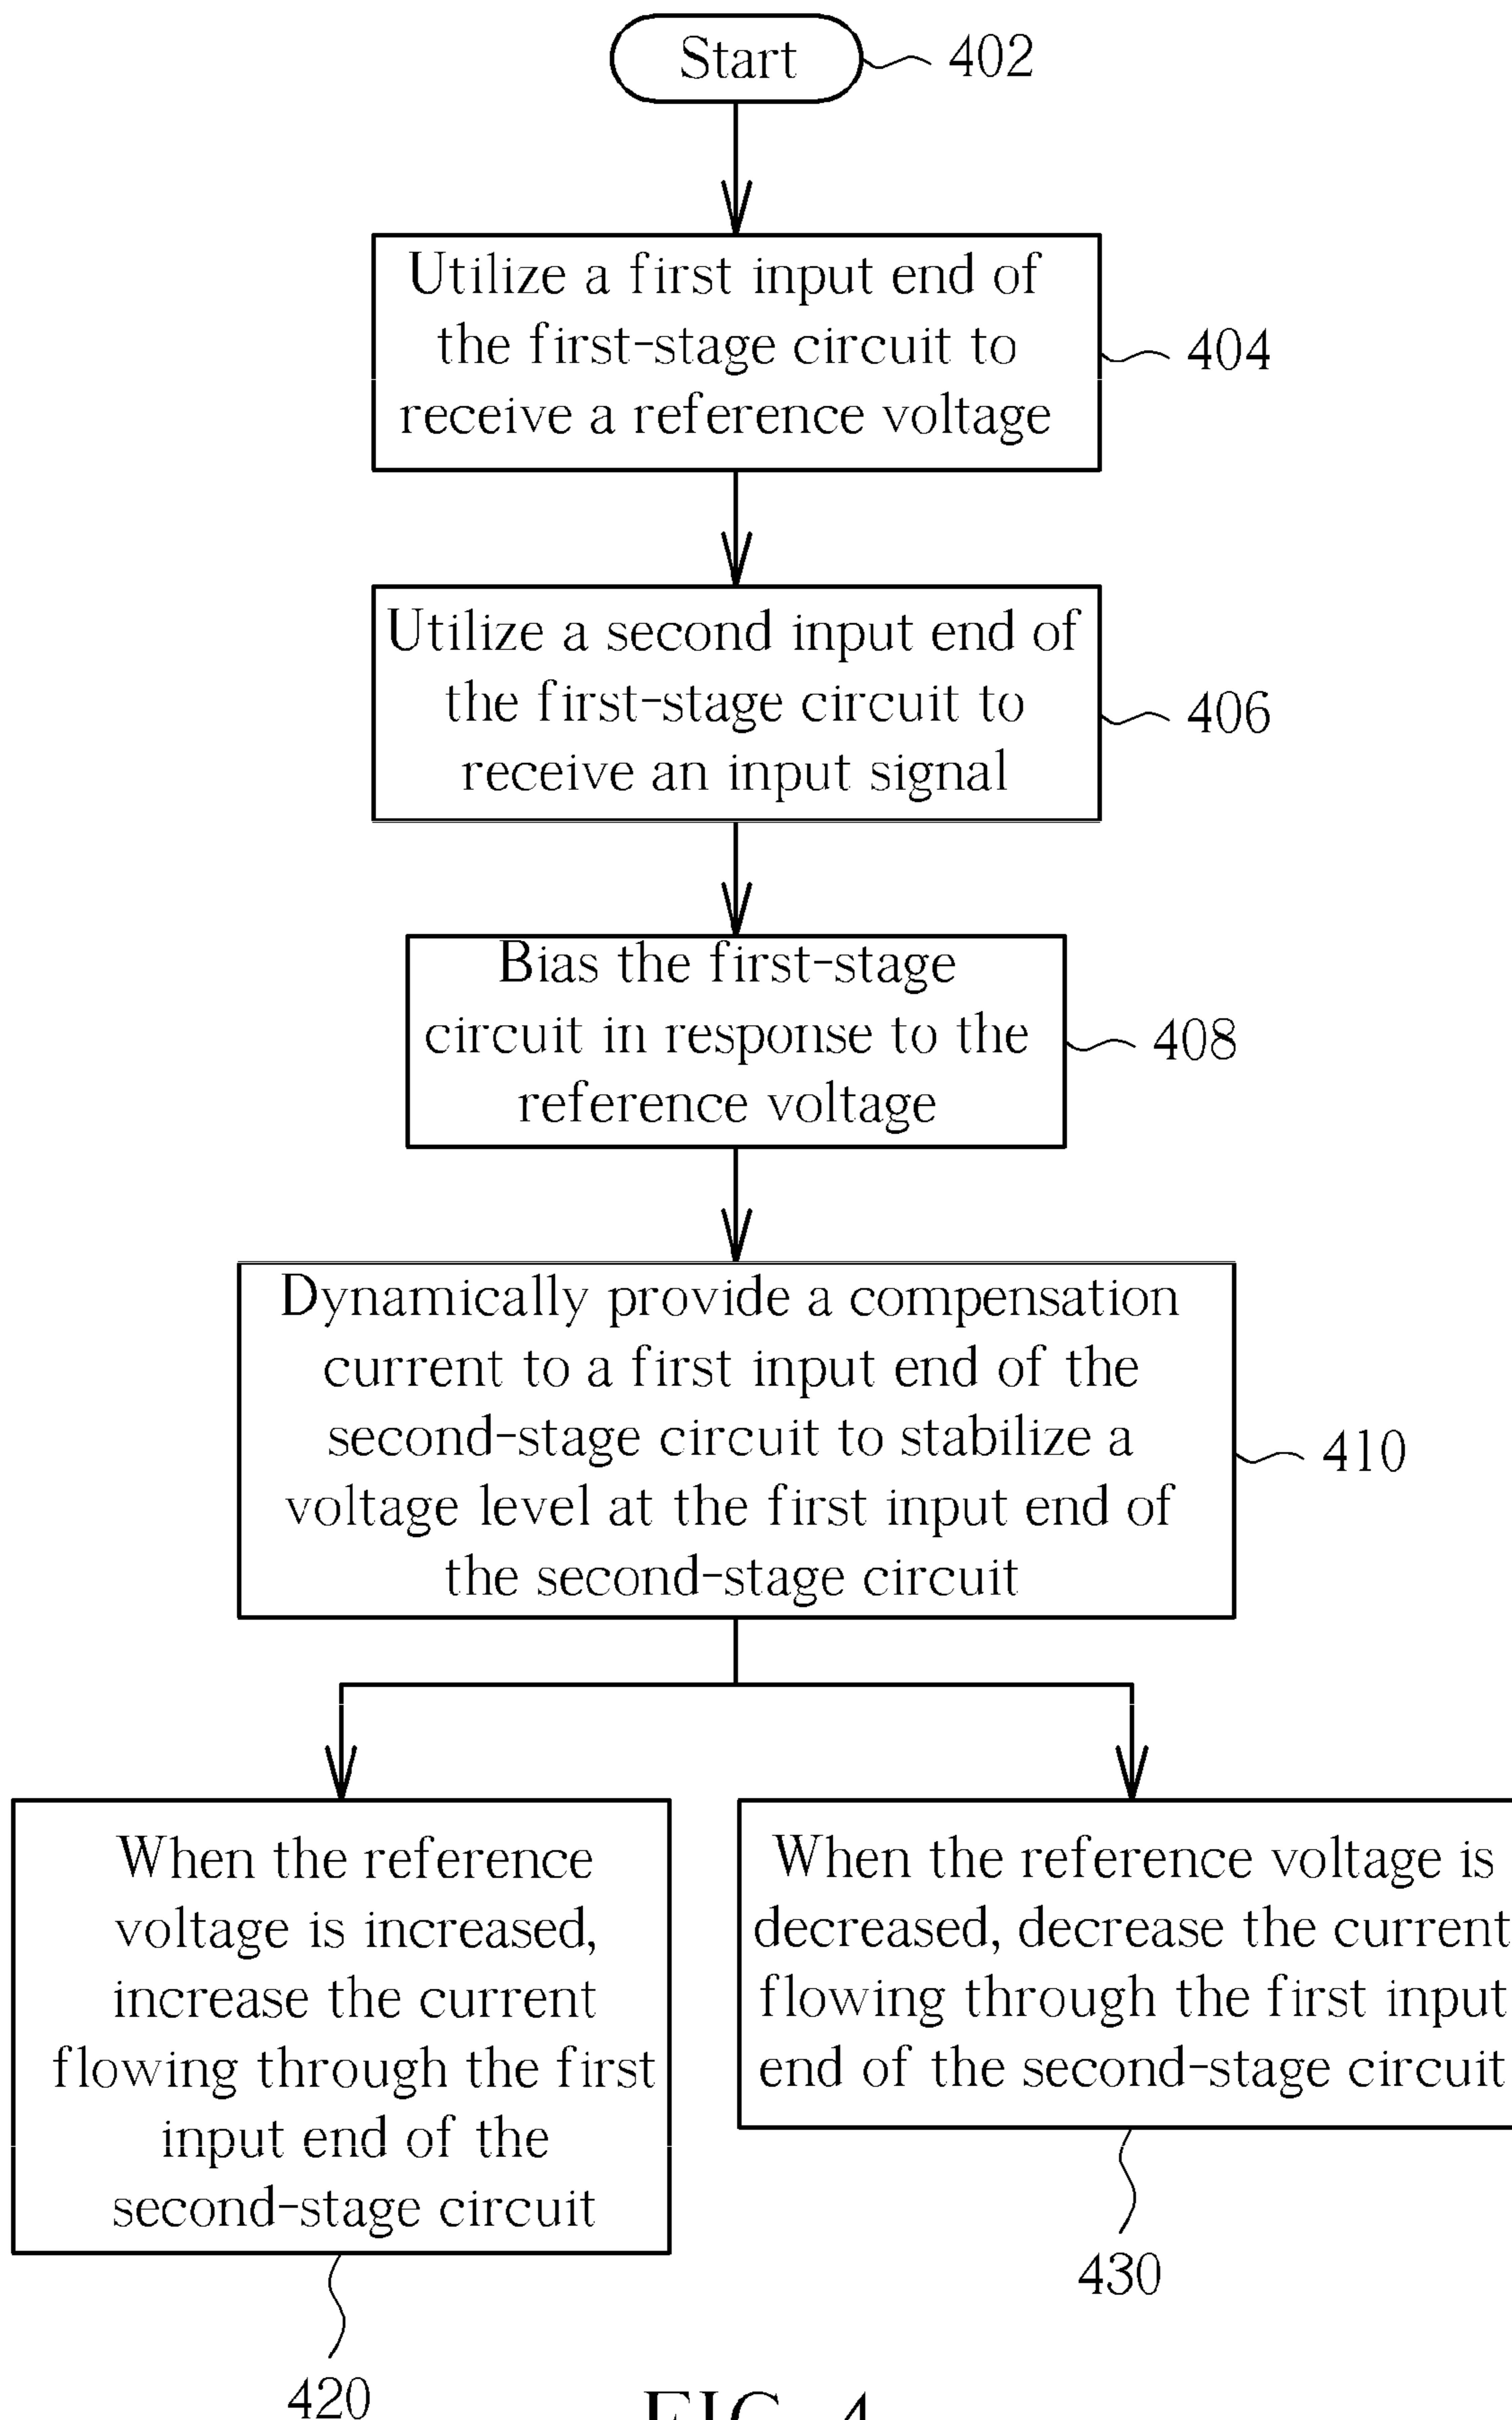 Start
402
Utilize a first input end of
the first-stage circuit to
receive a reference voltage
404
Utilize a second input end of
the first-stage circuit to
receive an input signal
406
Bias the first-stage
circuit in response to the
reference voltage
408
Dynamically provide a compensation
current to a first input end of the
second-stage circuit to stabilize a
voltage level at the first input end of
the second-stage circuit
410
When the reference
voltage is increased,
increase the current
flowing through the first
input end of the
second-stage circuit
420
When the reference voltage is
decreased, decrease the current
flowing through the first input
end of the second-stage circuit
430
FIG. 4